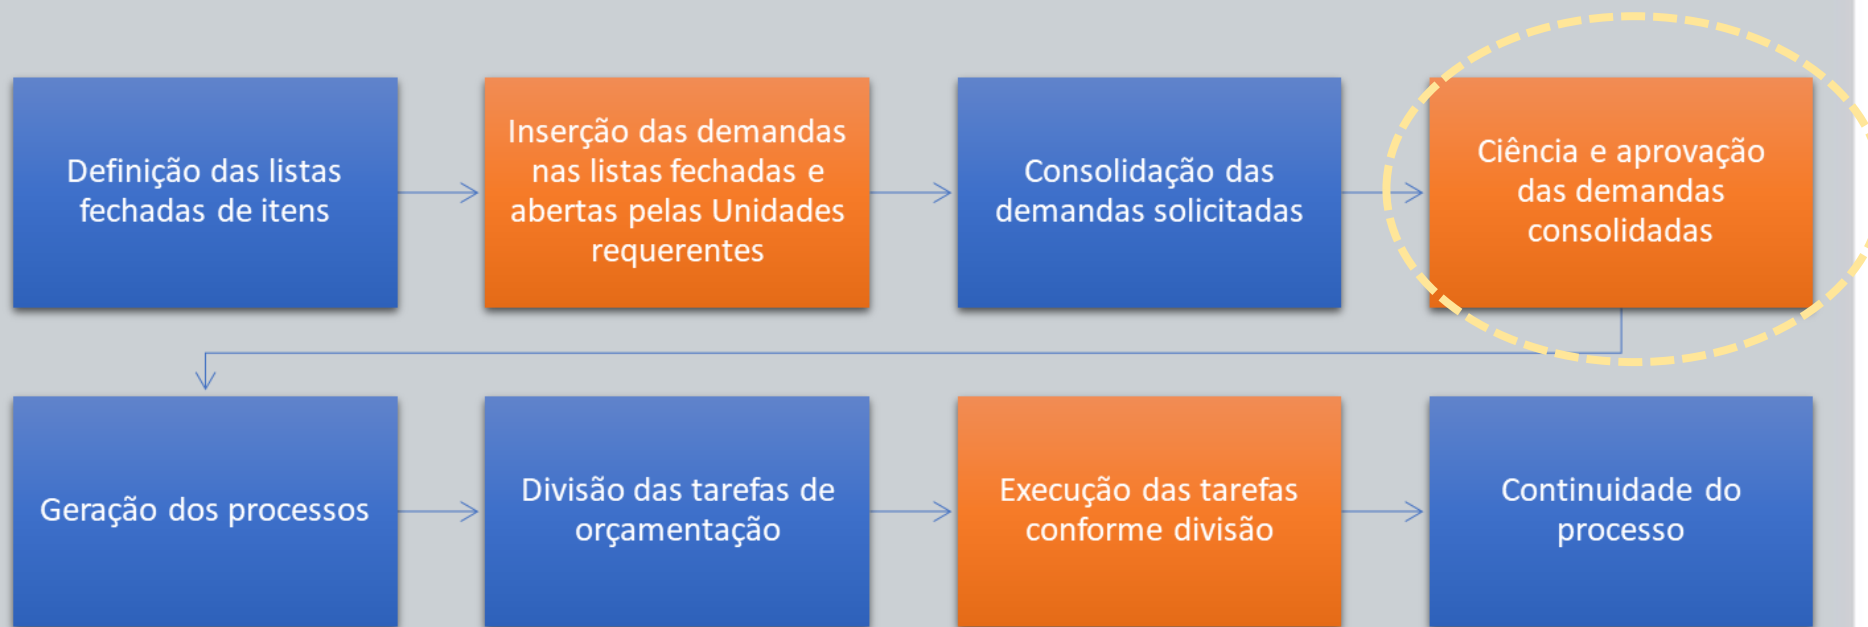 Definição das listas
fechadas de itens
Inserção das demandas
nas listas fechadas e
abertas pelas Unidades
requerentes
Consolidação das
demandas solicitadas
Ciência e aprovação
das demandas
consolidadas
Geração dos processos
Divisão das tarefas de
orçamentação
Execução das tarefas
conforme divisão
Continuidade do
processo